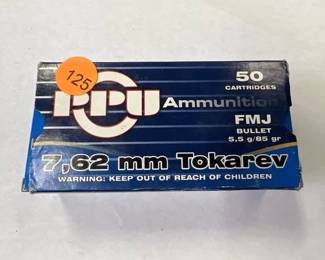 125
50
CARTRIDGES
PPU Ammunition
FMJ
BULLET
5.5 g/85 gr
7,62 mm Tokarev
WARNING: KEEP OUT OF REACH OF CHILDREN